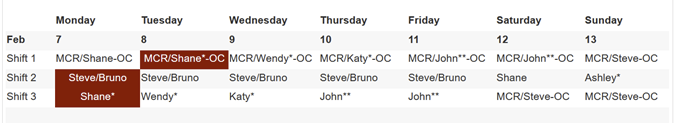 Monday Tuesday Wednesday Thursday Friday Saturday Sunday
Feb 7 8 9 10 11 12 13
Shift 1 MCR/Shane-OC MCR/Shane*-OC MCR/Wendy*-OC MCR/Katy*-OC MCR/John**-OC MCR/John**-OC MCR/Steve-OC
Shift 2 Steve/Bruno Steve/Bruno Steve/Bruno Steve/Bruno Steve/Bruno Shane Ashley*
Shift 3 Shane* Wendy* Katy* John** John** MCR/Steve-OC MCR/Steve-OC